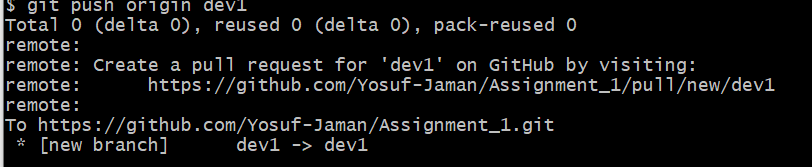 $ git push origin dev1
Total 0 (delta 0), reused 0 (delta 0), pack-reused 0
remote:
remote: Create a pull request for 'dev1' on GitHub by visiting:
remote:      https://github.com/Yosuf-Jaman/Assignment_1/pull/new/dev1
remote:
To https://github.com/Yosuf-Jaman/Assignment_1.git
 * [new branch]      dev1 -> dev1